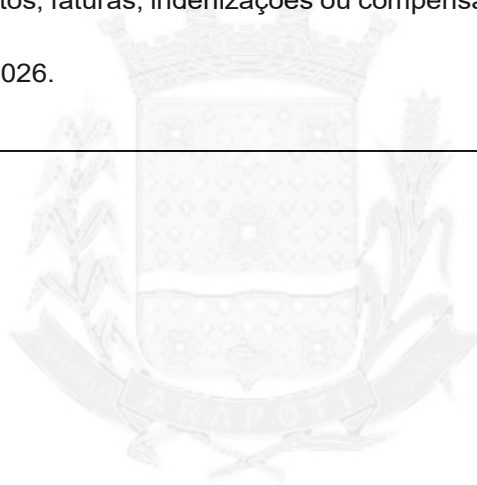 tos, faturas, indenizações ou compensa
026.
ARAPOTI